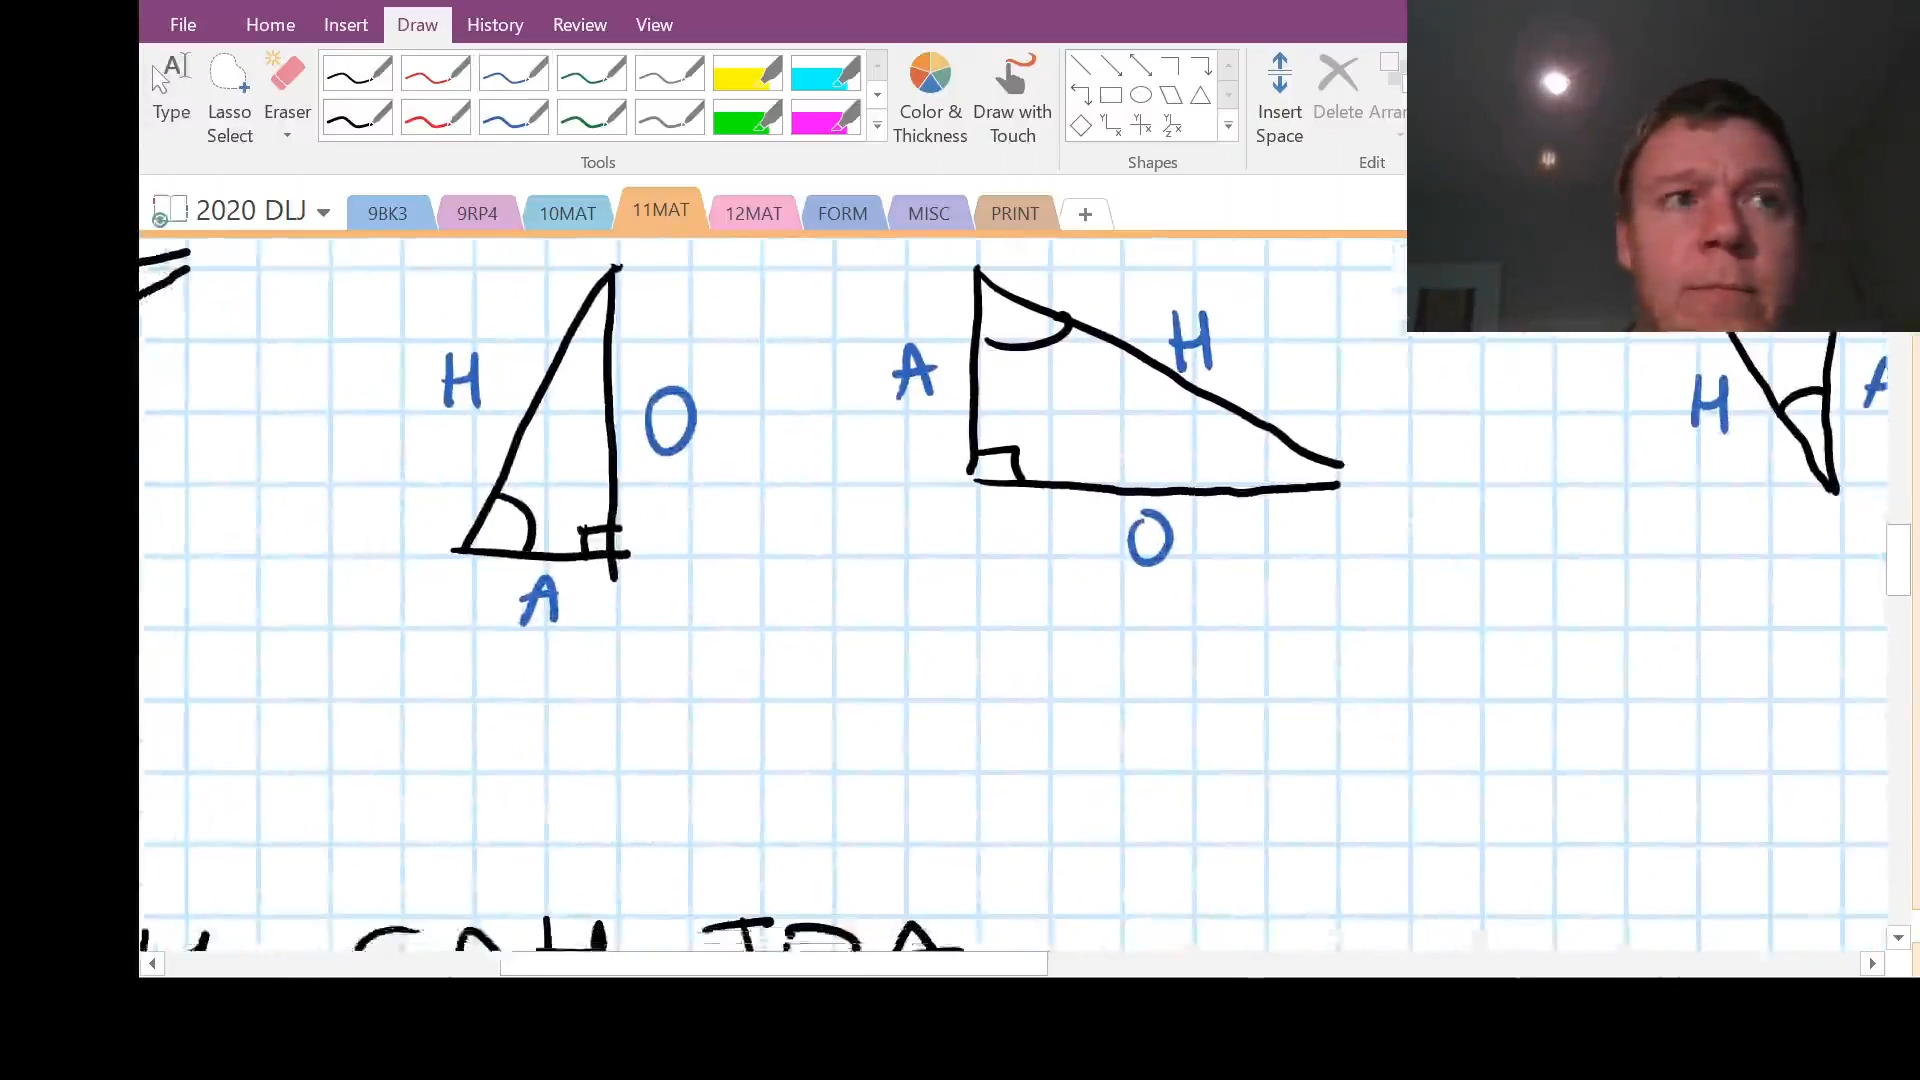 File Home Insert Draw History Review View
Type
Lasso
Select
Eraser
Color &
Thickness
Draw with
Touch
Insert
Space
Delete
Tools
Shapes
Edit
2020 DLJ
9BK3 9RP4 10MAT 11MAT 12MAT FORM MISC PRINT +
H
O
A
A
H
O
H
A